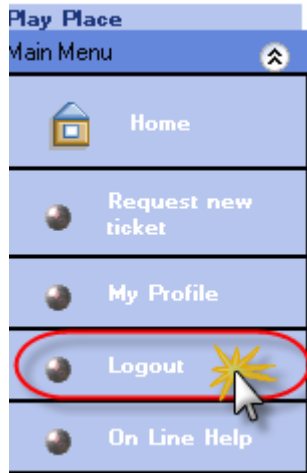 Play Place
Main Menu
Home
Request new
ticket
My Profile
Logout
On Line Help